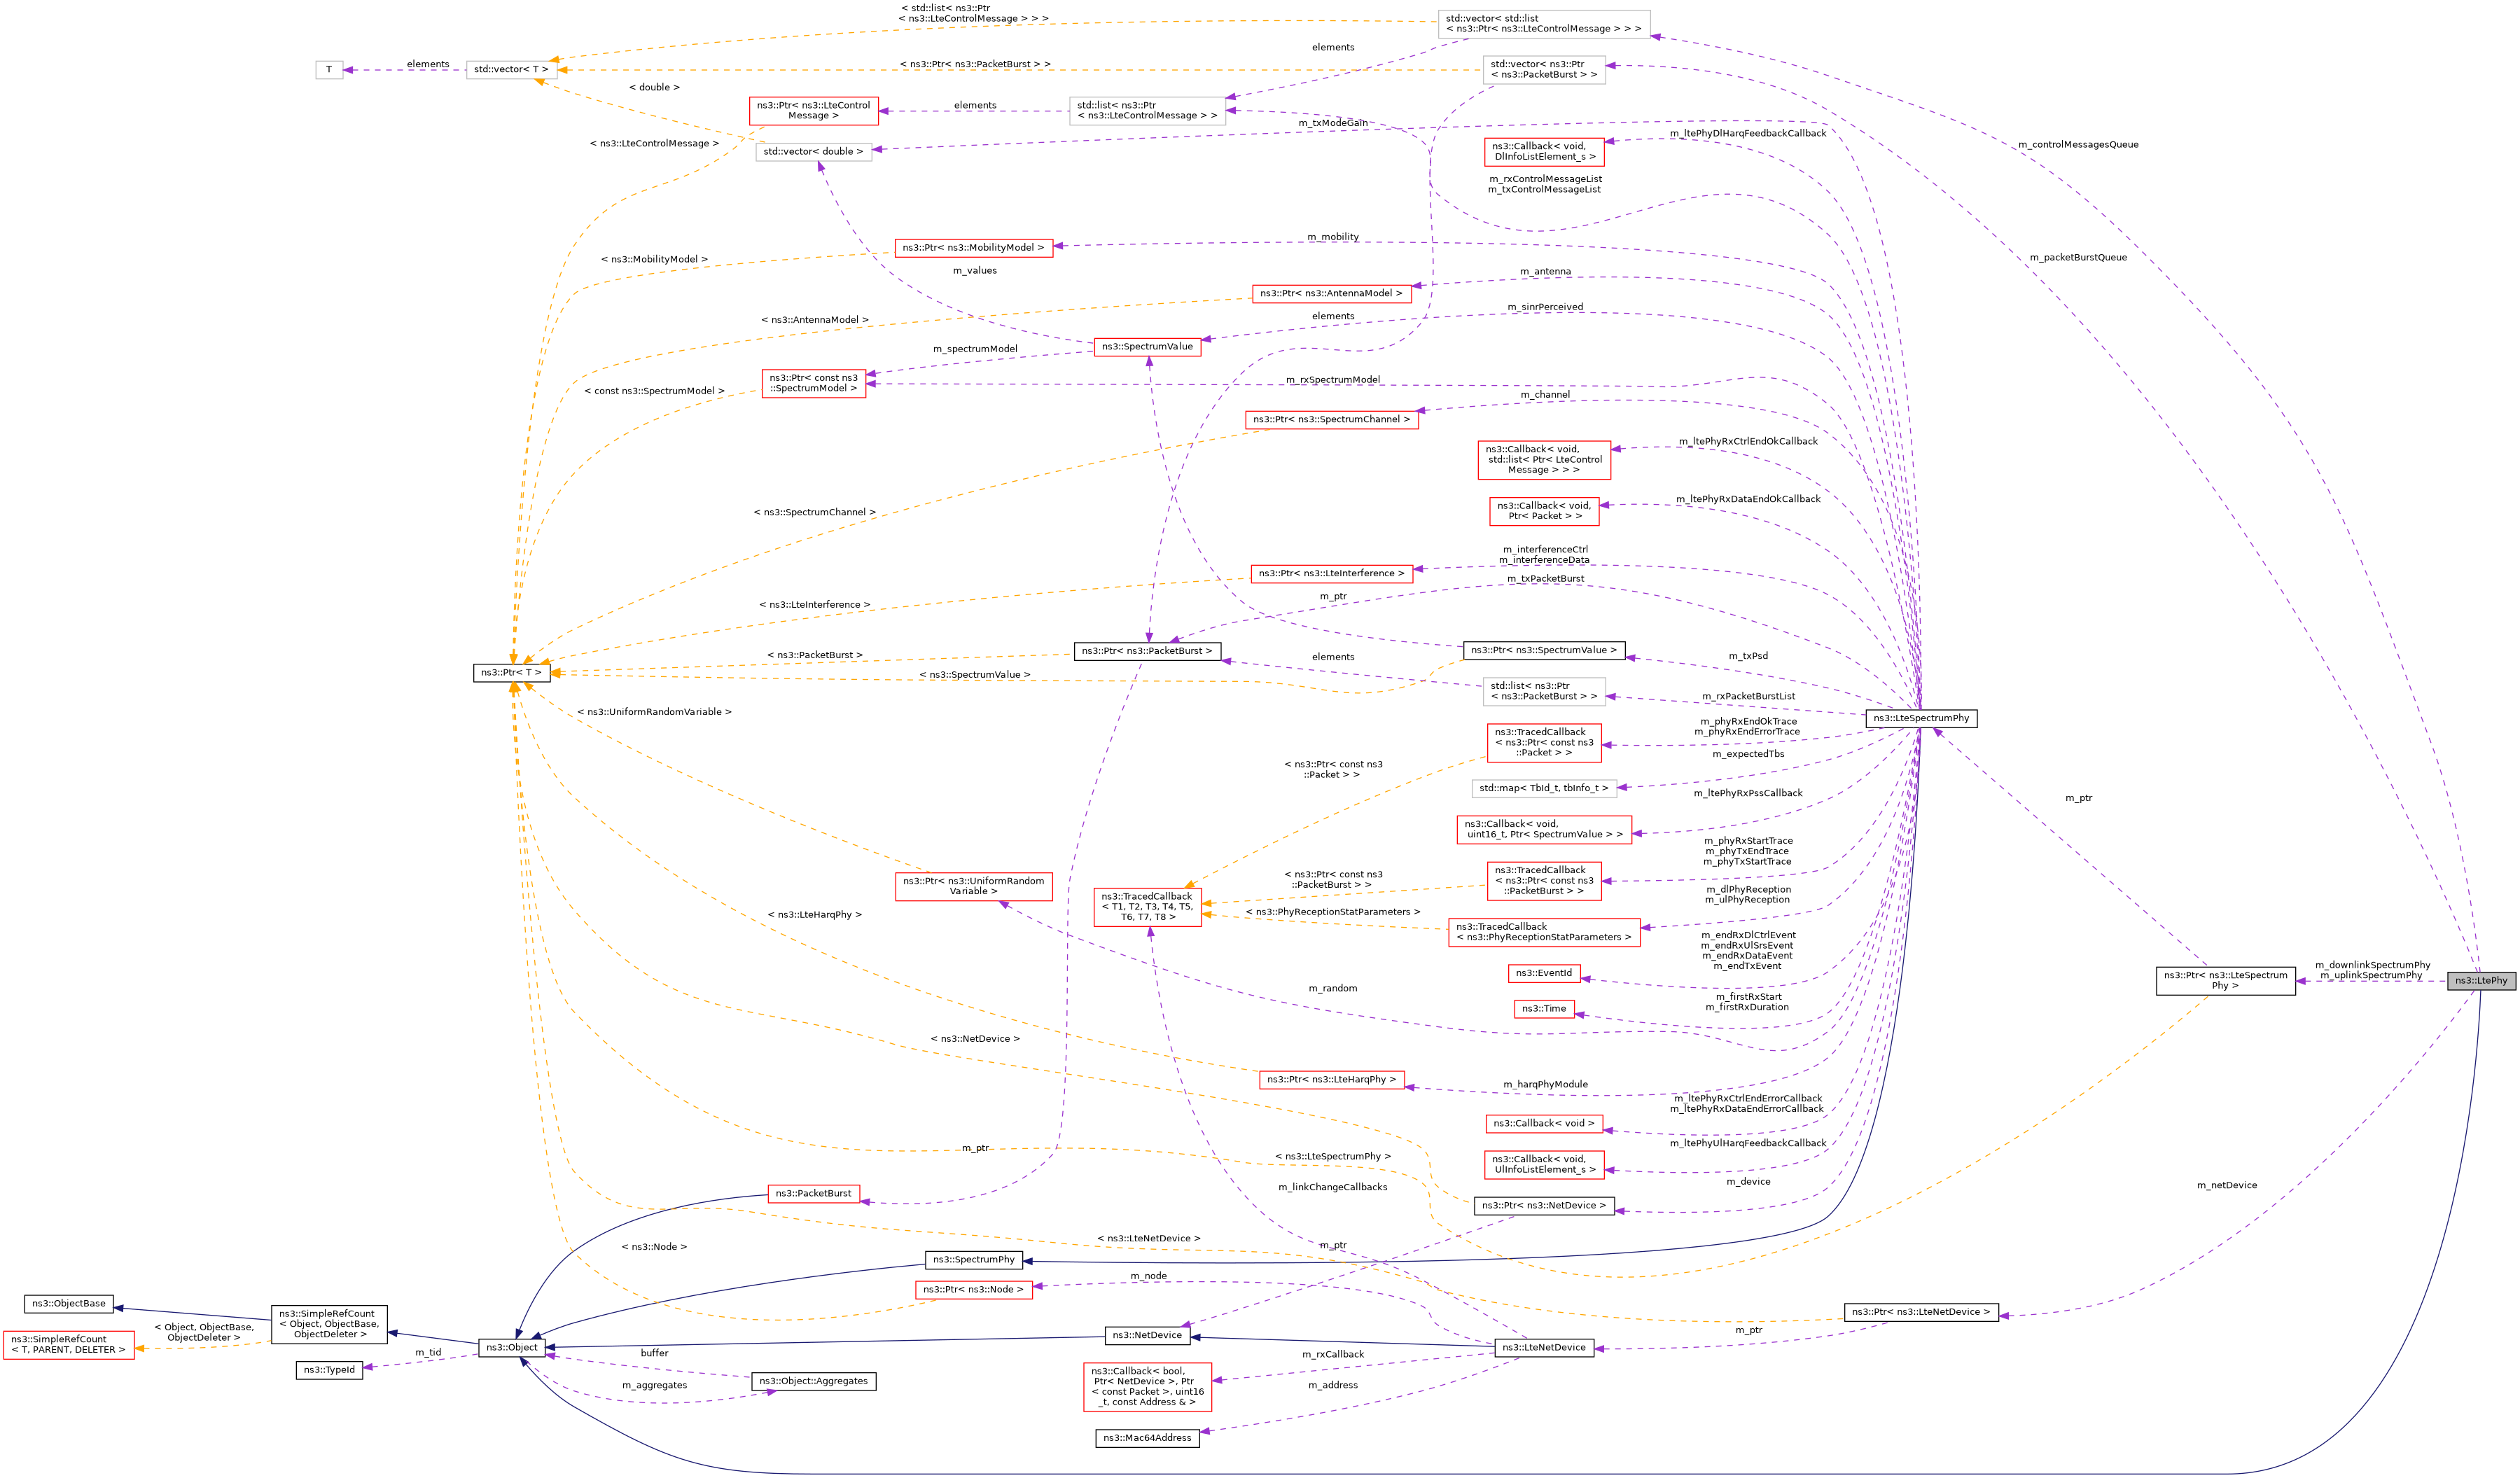 < std::list< ns3::Ptr
< ns3::LteControlMessage > > >
std::vector< std::list
< ns3::Ptr< ns3::LteControlMessage > > >
elements
T
elements
std::vector< T >
< ns3::Ptr< ns3::PacketBurst > >
std::vector< ns3::Ptr
< ns3::PacketBurst > >
< double >
ns3::Ptr< ns3::LteControl
Message >
elements
std::list< ns3::Ptr
< ns3::LteControlMessage > >
m_txModeGain
m_ltePhyDlHarqFeedbackCallback
ns3::Callback< void,
DlInfoListElement_s >
m_controlMessagesQueue
< ns3::LteControlMessage >
std::vector< double >
m_rxControlMessageList
m_txControlMessageList
m_mobility
ns3::Ptr< ns3::MobilityModel >
< ns3::MobilityModel >
m_packetBurstQueue
m_values
m_antenna
ns3::Ptr< ns3::AntennaModel >
m_sinrPerceived
< ns3::AntennaModel >
elements
ns3::SpectrumValue
m_spectrumModel
ns3::Ptr< const ns3
::SpectrumModel >
m_rxSpectrumModel
< const ns3::SpectrumModel >
m_channel
ns3::Ptr< ns3::SpectrumChannel >
m_ltePhyRxCtrlEndOkCallback
ns3::Callback< void,
std::list< Ptr< LteControl
Message > > >
m_ltePhyRxDataEndOkCallback
ns3::Callback< void,
Ptr< Packet > >
< ns3::SpectrumChannel >
m_interferenceCtrl
m_interferenceData
ns3::Ptr< ns3::LteInterference >
m_txPacketBurst
< ns3::LteInterference >
m_ptr
ns3::Ptr< ns3::PacketBurst >
ns3::Ptr< ns3::SpectrumValue >
< ns3::PacketBurst >
elements
m_txPsd
ns3::Ptr< T >
< ns3::SpectrumValue >
std::list< ns3::Ptr
< ns3::PacketBurst > >
m_rxPacketBurstList
< ns3::UniformRandomVariable >
ns3::LteSpectrumPhy
m_phyRxEndOkTrace
m_phyRxEndErrorTrace
ns3::TracedCallback
< ns3::Ptr< const ns3
::Packet > >
m_expectedTbs
< ns3::Ptr< const ns3
::Packet > >
std::map< TbId_t, tbInfo_t >
m_ltePhyRxPssCallback
m_ptr
ns3::Callback< void,
uint16_t, Ptr< SpectrumValue > >
m_phyRxStartTrace
m_phyTxEndTrace
m_phyTxStartTrace
ns3::TracedCallback
< ns3::Ptr< const ns3
::PacketBurst > >
< ns3::Ptr< const ns3
::PacketBurst > >
ns3::Ptr< ns3::UniformRandom
Variable >
ns3::TracedCallback
< T1, T2, T3, T4, T5,
T6, T7, T8 >
m_dlPhyReception
m_ulPhyReception
< ns3::LteHarqPhy >
< ns3::PhyReceptionStatParameters >
ns3::TracedCallback
< ns3::PhyReceptionStatParameters >
m_endRxDlCtrlEvent
m_endRxUlSrsEvent
m_endRxDataEvent
m_endTxEvent
ns3::EventId
m_downlinkSpectrumPhy
m_uplinkSpectrumPhy
ns3::Ptr< ns3::LteSpectrum
Phy >
ns3::LtePhy
m_random
m_firstRxStart
m_firstRxDuration
ns3::Time
< ns3::NetDevice >
ns3::Ptr< ns3::LteHarqPhy >
m_harqPhyModule
m_ltePhyRxCtrlEndErrorCallback
m_ltePhyRxDataEndErrorCallback
ns3::Callback< void >
m_ltePhyUlHarqFeedbackCallback
m_ptr
< ns3::LteSpectrumPhy >
ns3::Callback< void,
UlInfoListElement_s >
m_device
m_linkChangeCallbacks
m_netDevice
ns3::PacketBurst
ns3::Ptr< ns3::NetDevice >
< ns3::Node >
< ns3::LteNetDevice >
m_ptr
ns3::SpectrumPhy
m_node
ns3::Ptr< ns3::Node >
ns3::ObjectBase
ns3::SimpleRefCount
< Object, ObjectBase,
ObjectDeleter >
ns3::Ptr< ns3::LteNetDevice >
< Object, ObjectBase,
ObjectDeleter >
ns3::SimpleRefCount
< T, PARENT, DELETER >
m_tid
ns3::Object
ns3::NetDevice
ns3::LteNetDevice
m_ptr
buffer
m_rxCallback
ns3::TypeId
ns3::Object::Aggregates
m_aggregates
ns3::Callback< bool,
Ptr< NetDevice >, Ptr
< const Packet >, uint16
_t, const Address & >
m_address
ns3::Mac64Address